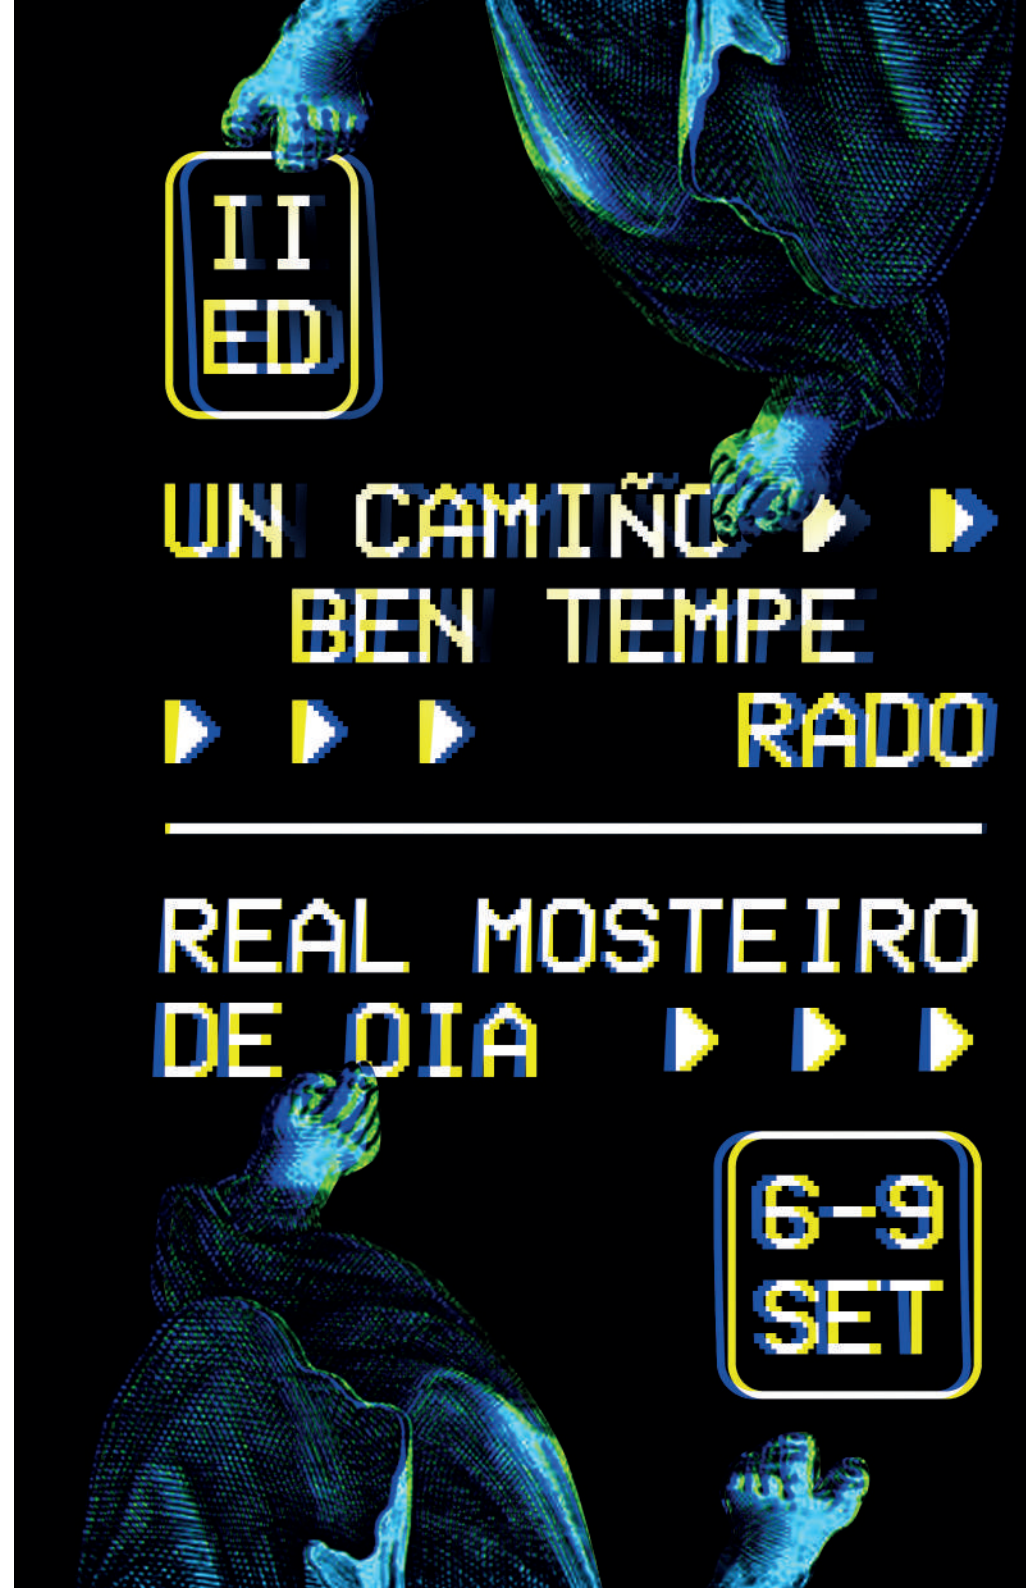 II
ED
UN CAMIÑO
BEN TEMPE
RADO
REAL MOSTEIRO
DE OIA
6-9
SET